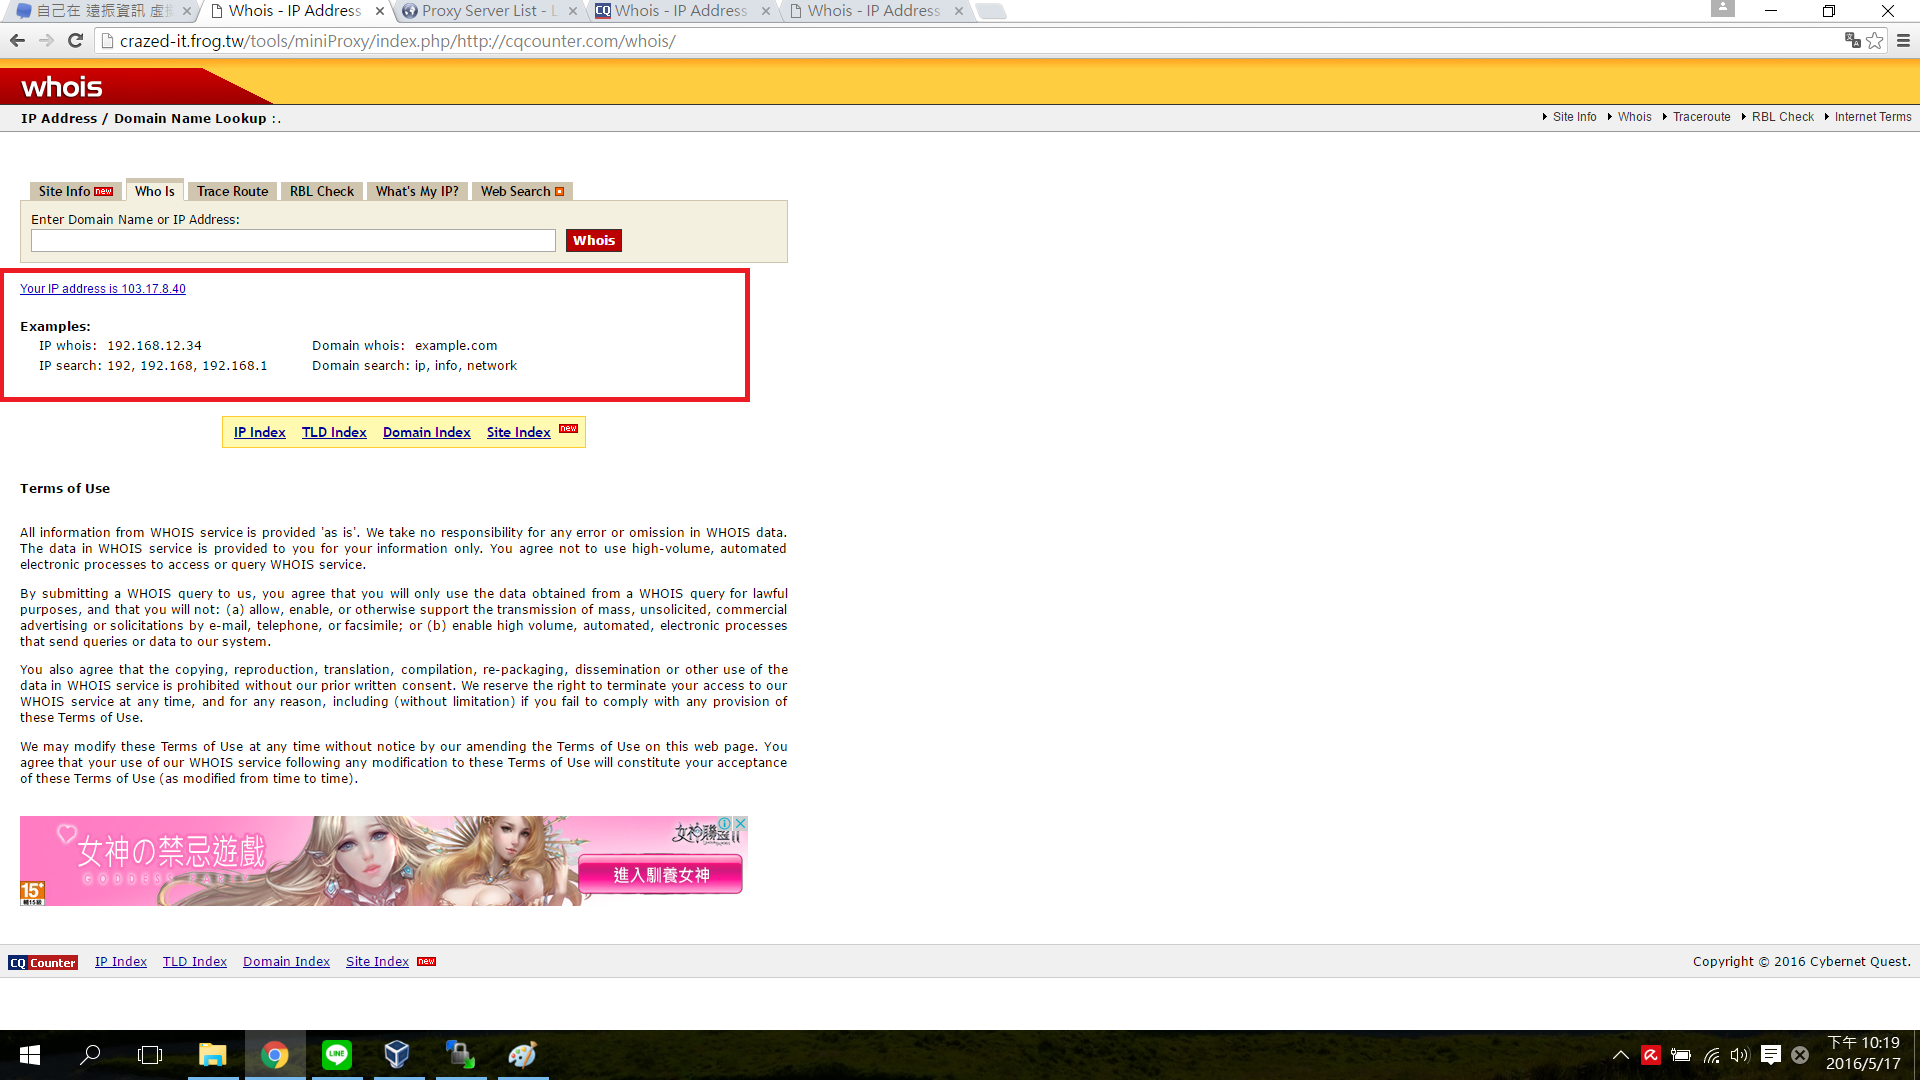 自己在 遠振資訊 虛
Whois - IP Address
Proxy Server List - L
CQ Whois - IP Address
Whois - IP Address
crazed-it.frog.tw/tools/miniProxy/index.php/http://cqcounter.com/whois/
whois
IP Address / Domain Name Lookup :.
Site Info Whois Traceroute RBL Check Internet Terms
Site Info new Who Is Trace Route RBL Check What's My IP? Web Search
Enter Domain Name or IP Address:
Whois
Your IP address is 103.17.8.40
Examples:
IP whois: 192.168.12.34 Domain whois: example.com
IP search: 192, 192.168, 192.168.1 Domain search: ip, info, network
IP Index TLD Index Domain Index Site Index new
Terms of Use
All information from WHOIS service is provided 'as is'. We take no responsibility for any error or omission in WHOIS data.
The data in WHOIS service is provided to you for your information only. You agree not to use high-volume, automated
electronic processes to access or query WHOIS service.
By submitting a WHOIS query to us, you agree that you will only use the data obtained from a WHOIS query for lawful
purposes, and that you will not: (a) allow, enable, or otherwise support the transmission of mass, unsolicited, commercial
advertising or solicitations by e-mail, telephone, or facsimile; or (b) enable high volume, automated, electronic processes
that send queries or data to our system.
You also agree that the copying, reproduction, translation, compilation, re-packaging, dissemination or other use of the
data in WHOIS service is prohibited without our prior written consent. We reserve the right to terminate your access to our
WHOIS service at any time, and for any reason, including (without limitation) if you fail to comply with any provision of
these Terms of Use.
We may modify these Terms of Use at any time without notice by our amending the Terms of Use on this web page. You
agree that your use of our WHOIS service following any modification to these Terms of Use will constitute your acceptance
of these Terms of Use (as modified from time to time).
女神の禁忌遊戲
GODDESS
女神聯盟II
進入馴養女神
15+
輔15級
CQ Counter IP Index TLD Index Domain Index Site Index new
Copyright © 2016 Cybernet Quest.
LINE
下午 10:19
2016/5/17